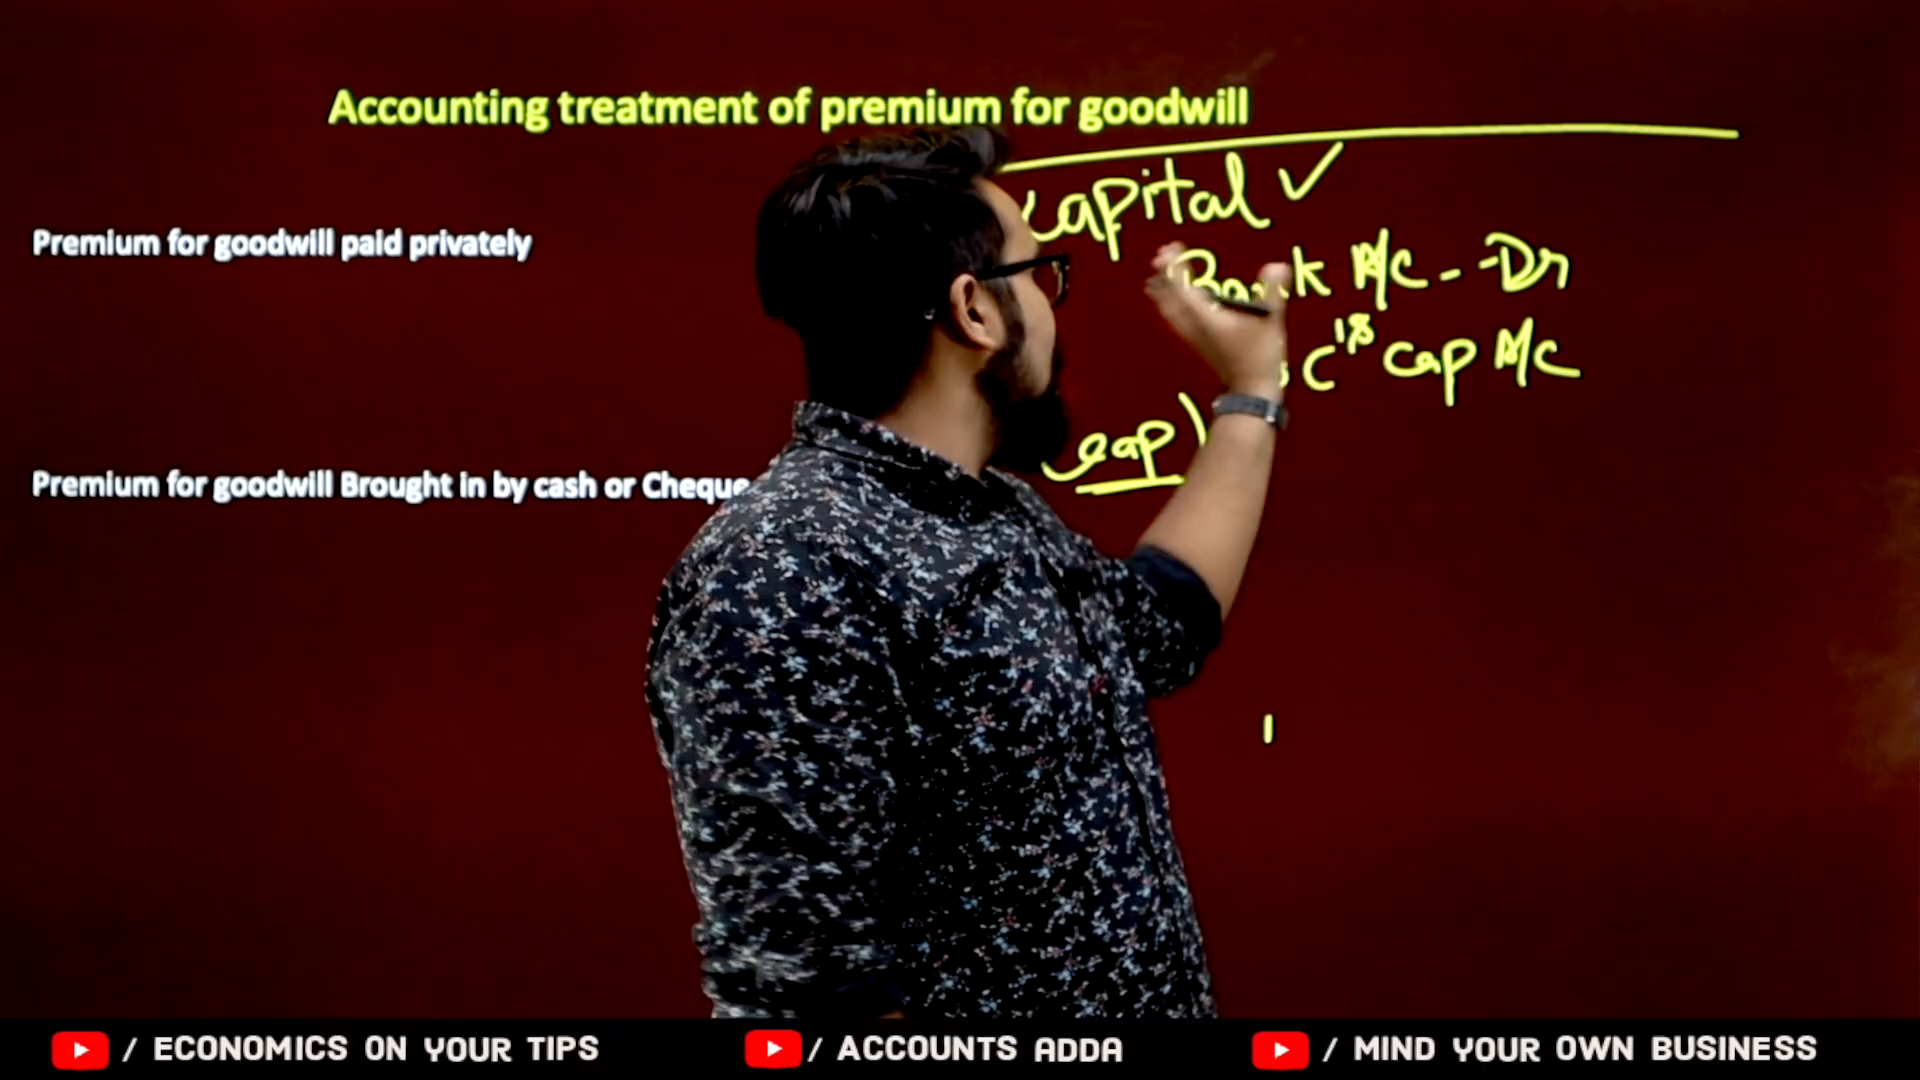 Accounting treatment of premium for goodwill
Capital ✓
Premium for goodwill paid privately
Bank A/C - - Dr
C's Cap A/C
Cap)
Premium for goodwill Brought in by cash or Cheque
/ ECONOMICS ON YOUR TIPS
/ ACCOUNTS ADDA
/ MIND YOUR OWN BUSINESS